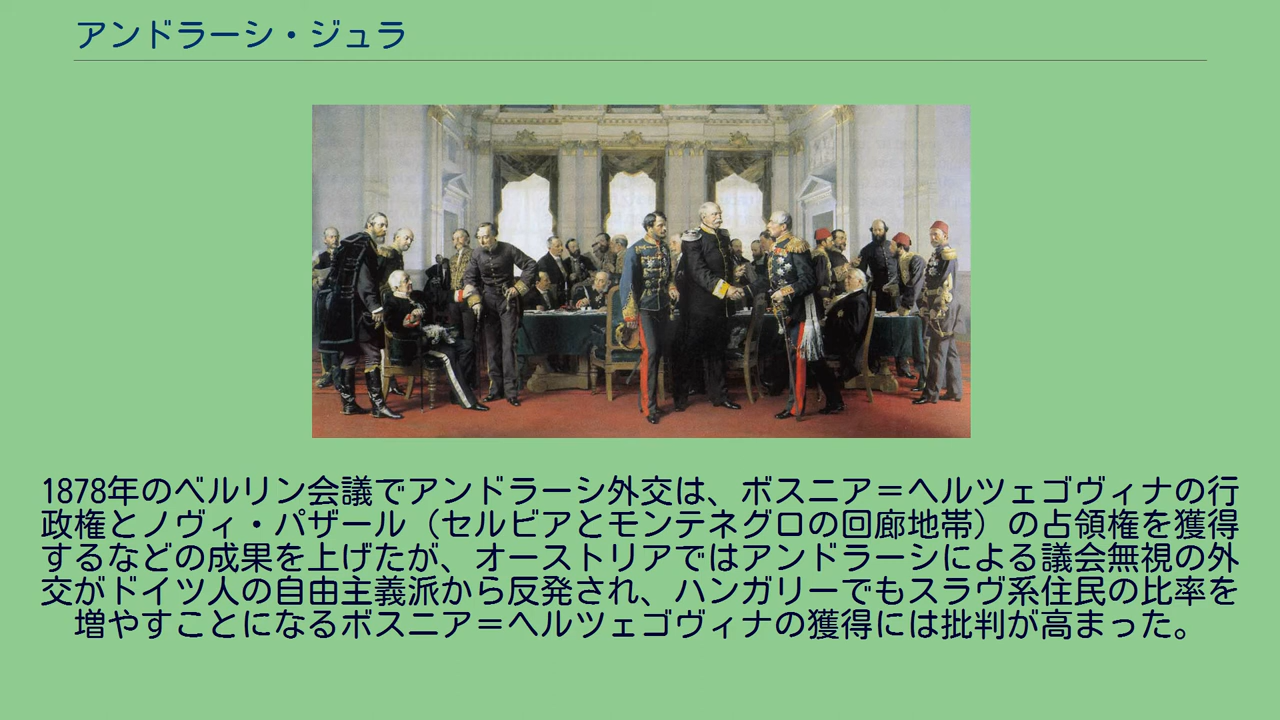 アンドラーシ・ジュラ
1878年のベルリン会議でアンドラーシ外交は、ボスニア＝ヘルツェゴヴィナの行
政権とノヴィ・パザール（セルビアとモンテネグロの回廊地帯）の占領権を獲得
するなどの成果を上げたが、オーストリアではアンドラーシによる議会無視の外
交がドイツ人の自由主義派から反発され、ハンガリーでもスラヴ系住民の比率を
増やすことになるボスニア＝ヘルツェゴヴィナの獲得には批判が高まった。